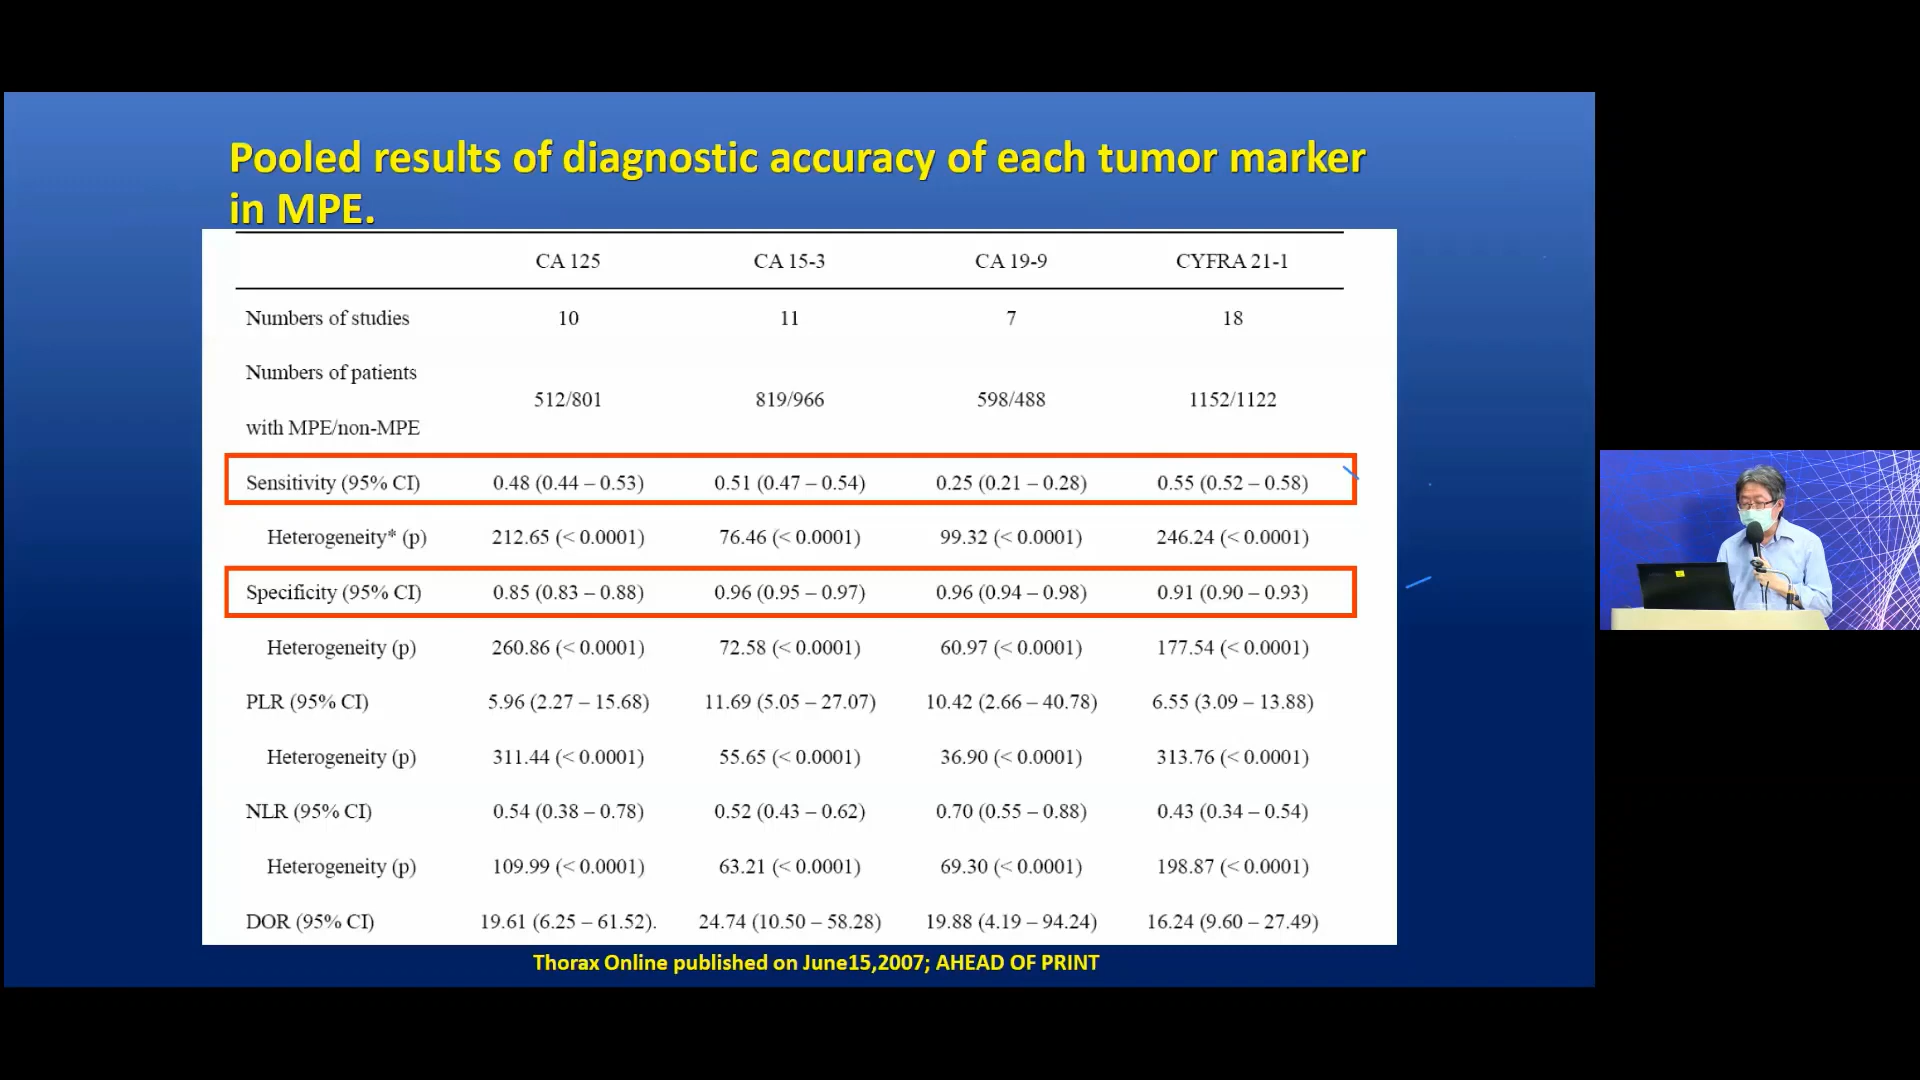 Pooled results of diagnostic accuracy of each tumor marker
in MPE.
CA 125 CA 15-3 CA 19-9 CYFRA 21-1
Numbers of studies 10 11 7 18
Numbers of patients
with MPE/non-MPE 512/801 819/966 598/488 1152/1122
Sensitivity (95% CI) 0.48 (0.44 – 0.53) 0.51 (0.47 – 0.54) 0.25 (0.21 – 0.28) 0.55 (0.52 – 0.58)
Heterogeneity* (p) 212.65 (< 0.0001) 76.46 (< 0.0001) 99.32 (< 0.0001) 246.24 (< 0.0001)
Specificity (95% CI) 0.85 (0.83 – 0.88) 0.96 (0.95 – 0.97) 0.96 (0.94 – 0.98) 0.91 (0.90 – 0.93)
Heterogeneity (p) 260.86 (< 0.0001) 72.58 (< 0.0001) 60.97 (< 0.0001) 177.54 (< 0.0001)
PLR (95% CI) 5.96 (2.27 – 15.68) 11.69 (5.05 – 27.07) 10.42 (2.66 – 40.78) 6.55 (3.09 – 13.88)
Heterogeneity (p) 311.44 (< 0.0001) 55.65 (< 0.0001) 36.90 (< 0.0001) 313.76 (< 0.0001)
NLR (95% CI) 0.54 (0.38 – 0.78) 0.52 (0.43 – 0.62) 0.70 (0.55 – 0.88) 0.43 (0.34 – 0.54)
Heterogeneity (p) 109.99 (< 0.0001) 63.21 (< 0.0001) 69.30 (< 0.0001) 198.87 (< 0.0001)
DOR (95% CI) 19.61 (6.25 – 61.52). 24.74 (10.50 – 58.28) 19.88 (4.19 – 94.24) 16.24 (9.60 – 27.49)
Thorax Online published on June15,2007; AHEAD OF PRINT